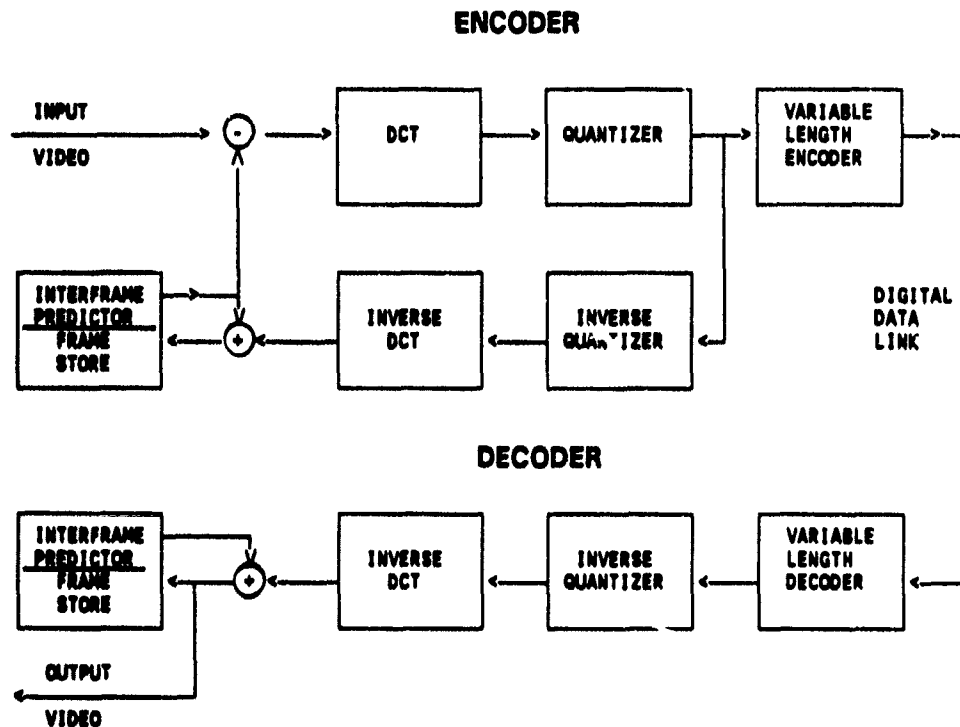 ENCODER
INPUT
VIDEO
DCT
QUANTIZER
VARIABLE
LENGTH
ENCODER
INTERFRAME
PREDICTOR
FRAME
STORE
INVERSE
DCT
INVERSE
QUANTIZER
DIGITAL
DATA
LINK
DECODER
INTERFRAME
PREDICTOR
FRAME
STORE
INVERSE
DCT
INVERSE
QUANTIZER
VARIABLE
LENGTH
DECODER
OUTPUT
VIDEO